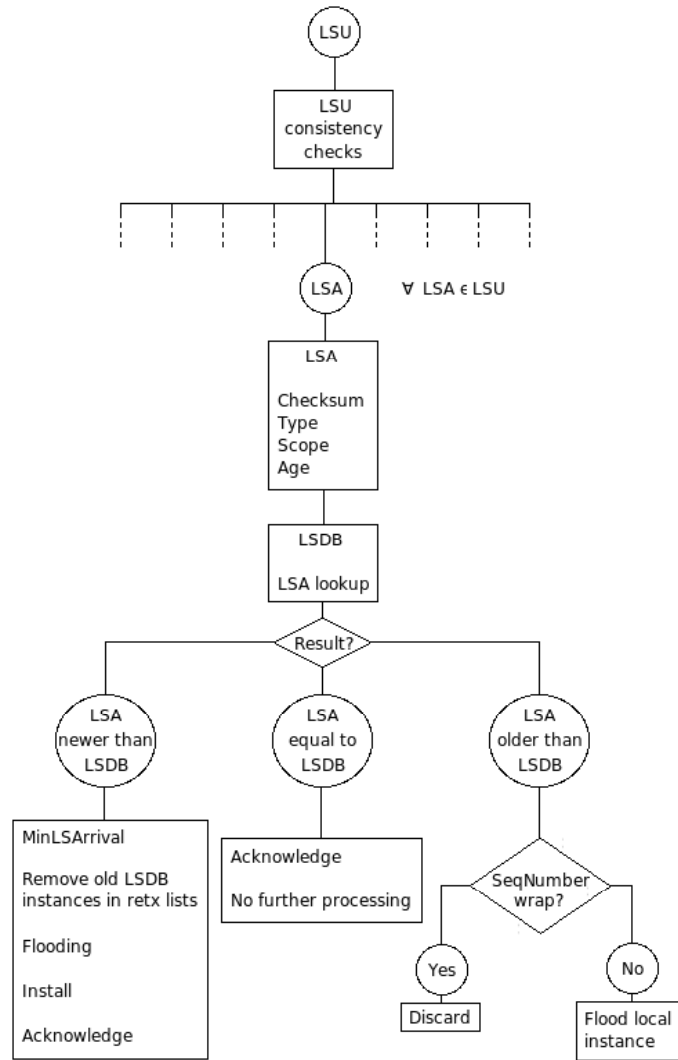 LSU
LSU
consistency
checks
LSA
∀ LSA ϵ LSU
LSA
Checksum
Type
Scope
Age
LSDB
LSA lookup
Result?
LSA
newer than
LSDB
LSA
equal to
LSDB
LSA
older than
LSDB
MinLSArrival
Remove old LSDB
instances in retx lists
Flooding
Install
Acknowledge
Acknowledge
No further processing
SeqNumber
wrap?
Yes
No
Discard
Flood local
instance